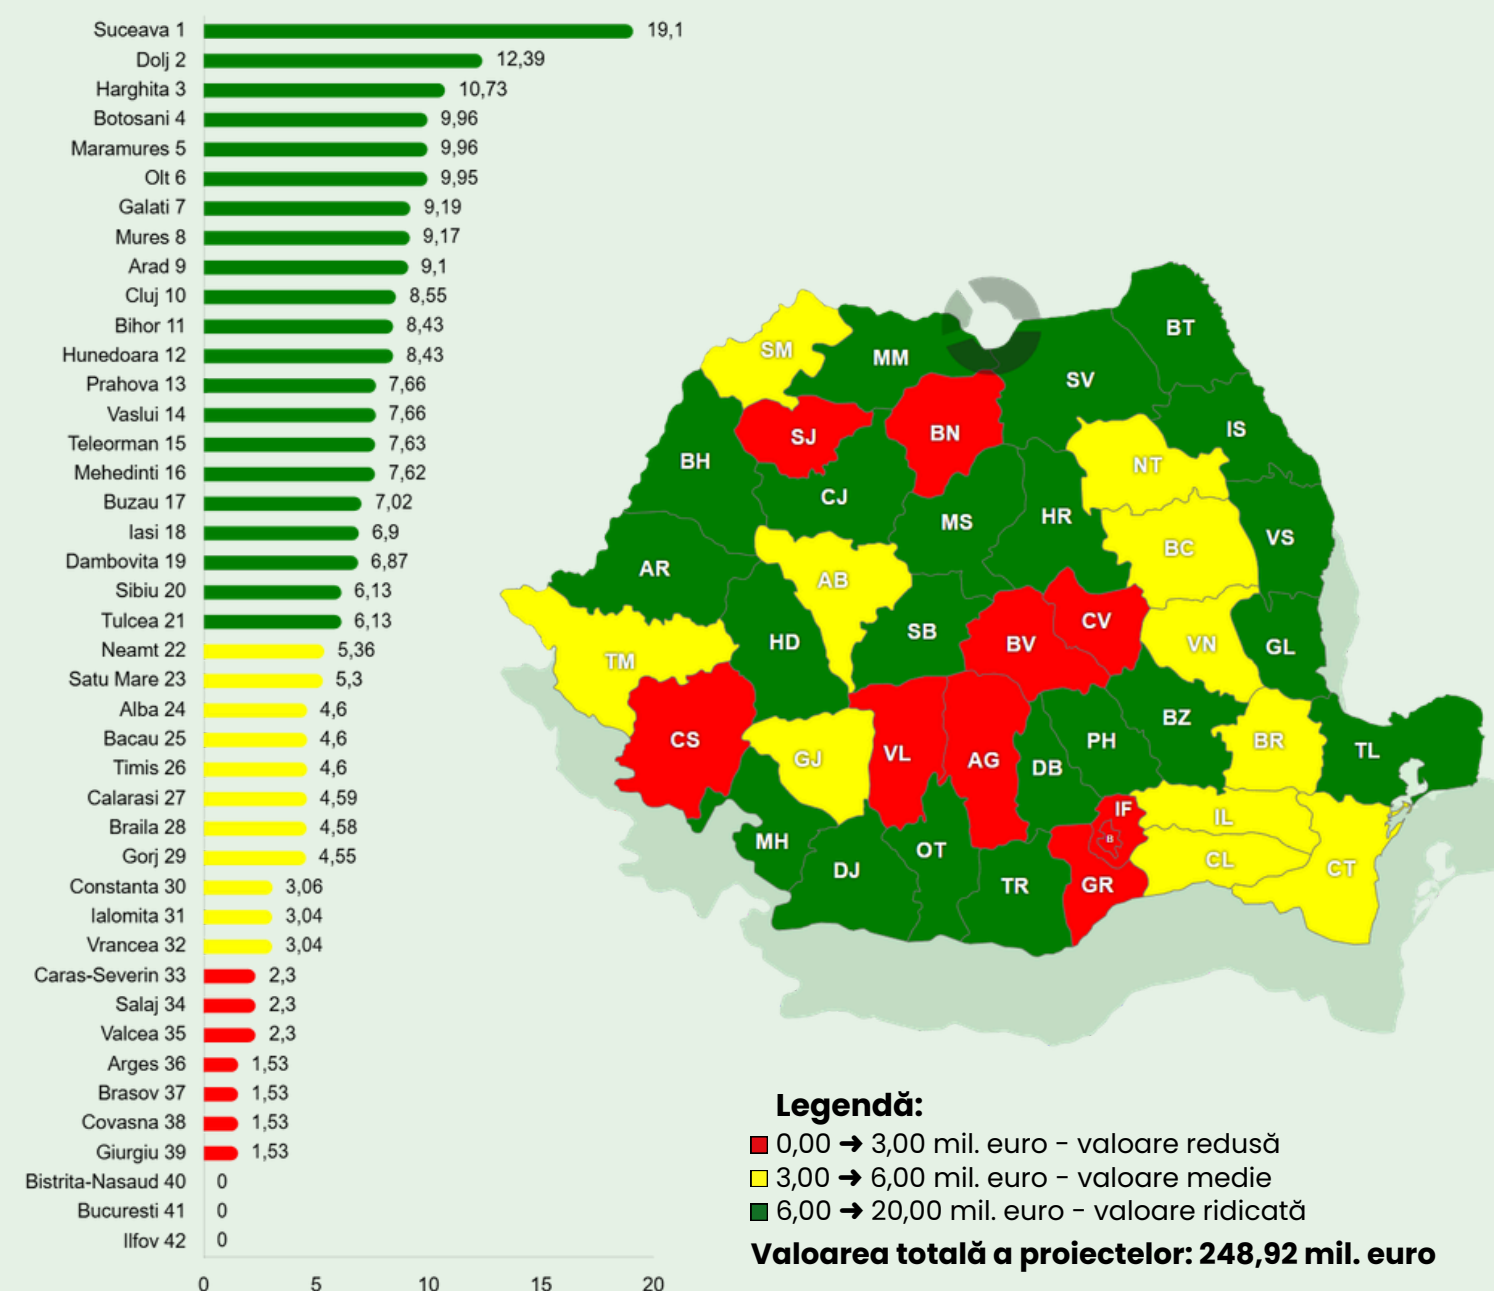 Suceava 1 19,1
Dolj 2 12,39
Harghita 3 10,73
Botosani 4 9,96
Maramures 5 9,96
Olt 6 9,95
Galati 7 9,19
Mures 8 9,17
Arad 9 9,1
Cluj 10 8,55
Bihor 11 8,43
Hunedoara 12 8,43
Prahova 13 7,66
Vaslui 14 7,66
Teleorman 15 7,63
Mehedinti 16 7,62
Buzau 17 7,02
Iasi 18 6,9
Dambovita 19 6,87
Sibiu 20 6,13
Tulcea 21 6,13
Neamt 22 5,36
Satu Mare 23 5,3
Alba 24 4,6
Bacau 25 4,6
Timis 26 4,6
Calarasi 27 4,59
Braila 28 4,58
Gorj 29 4,55
Constanta 30 3,06
Ialomita 31 3,04
Vrancea 32 3,04
Caras-Severin 33 2,3
Salaj 34 2,3
Valcea 35 2,3
Arges 36 1,53
Brasov 37 1,53
Covasna 38 1,53
Giurgiu 39 1,53
Bistrita-Nasaud 40 0
Bucuresti 41 0
Ilfov 42 0
0 5 10 15 20
BT
SM
MM
SV
IS
SJ
BN
BH
NT
CJ
MS
HR
VS
BC
AR
AB
CV
SB
HD
BV
VN
GL
TM
BZ
CS
PH
BR
TL
VL
GJ
AG
DB
IF
IL
B
MH
OT
CL
CT
DJ
TR
GR
Legendă:
0,00 ➜ 3,00 mil. euro - valoare redusă
3,00 ➜ 6,00 mil. euro - valoare medie
6,00 ➜ 20,00 mil. euro - valoare ridicată
Valoarea totală a proiectelor: 248,92 mil. euro